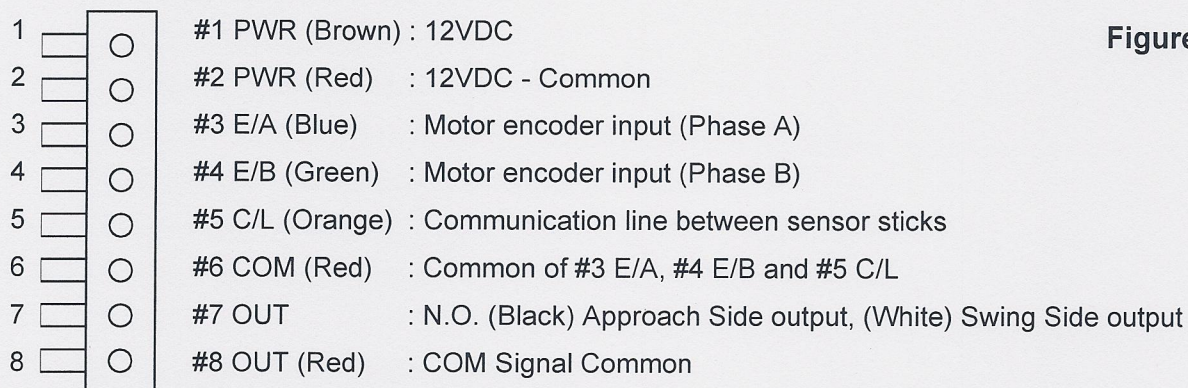 Figure
1 #1 PWR (Brown) : 12VDC
2 #2 PWR (Red) : 12VDC - Common
3 #3 E/A (Blue) : Motor encoder input (Phase A)
4 #4 E/B (Green) : Motor encoder input (Phase B)
5 #5 C/L (Orange) : Communication line between sensor sticks
6 #6 COM (Red) : Common of #3 E/A, #4 E/B and #5 C/L
7 #7 OUT : N.O. (Black) Approach Side output, (White) Swing Side output
8 #8 OUT (Red) : COM Signal Common